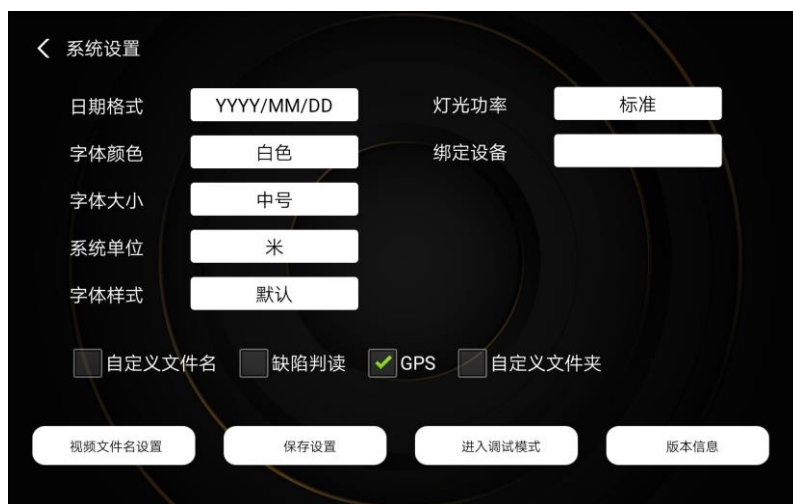 系统设置
日期格式 YYYY/MM/DD 灯光功率 标准
字体颜色 白色 绑定设备
字体大小 中号
系统单位 米
字体样式 默认
自定义文件名 缺陷判读 GPS 自定义文件夹
视频文件名设置 保存设置 进入调试模式 版本信息